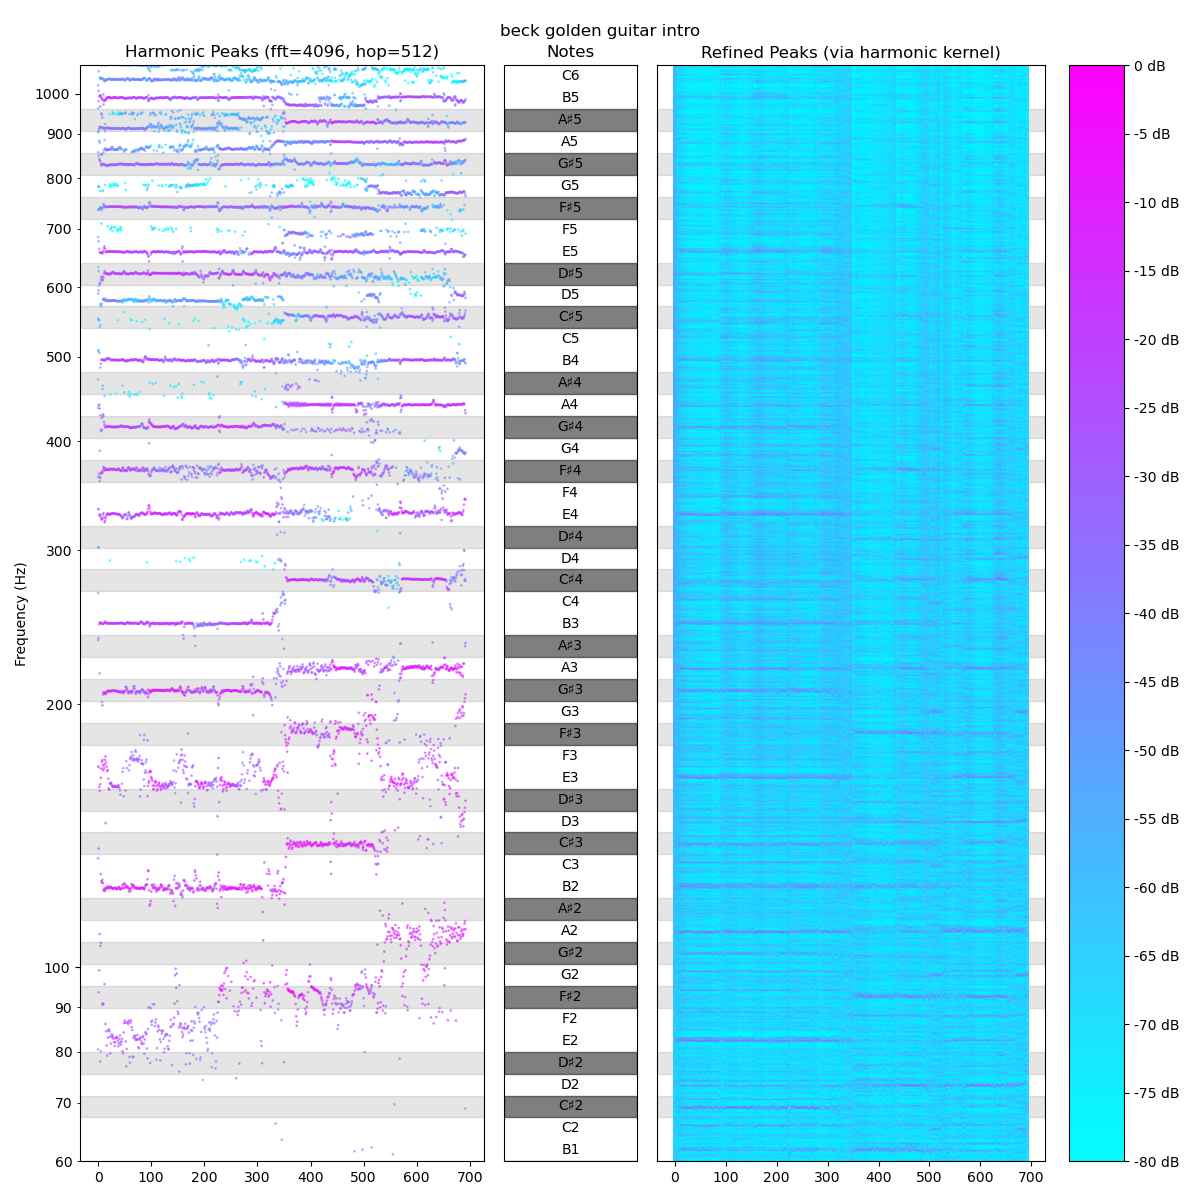 beck golden guitar intro
Harmonic Peaks (fft=4096, hop=512)
Notes
Refined Peaks (via harmonic kernel)
Frequency (Hz)
1000
900
800
700
600
500
400
300
200
100
90
80
70
60
0 100 200 300 400 500 600 700
C6
B5
A♯5
A5
G♯5
G5
F♯5
F5
E5
D♯5
D5
C♯5
C5
B4
A♯4
A4
G♯4
G4
F♯4
F4
E4
D♯4
D4
C♯4
C4
B3
A♯3
A3
G♯3
G3
F♯3
F3
E3
D♯3
D3
C♯3
C3
B2
A♯2
A2
G♯2
G2
F♯2
F2
E2
D♯2
D2
C♯2
C2
B1
0 100 200 300 400 500 600 700
0 dB
-5 dB
-10 dB
-15 dB
-20 dB
-25 dB
-30 dB
-35 dB
-40 dB
-45 dB
-50 dB
-55 dB
-60 dB
-65 dB
-70 dB
-75 dB
-80 dB